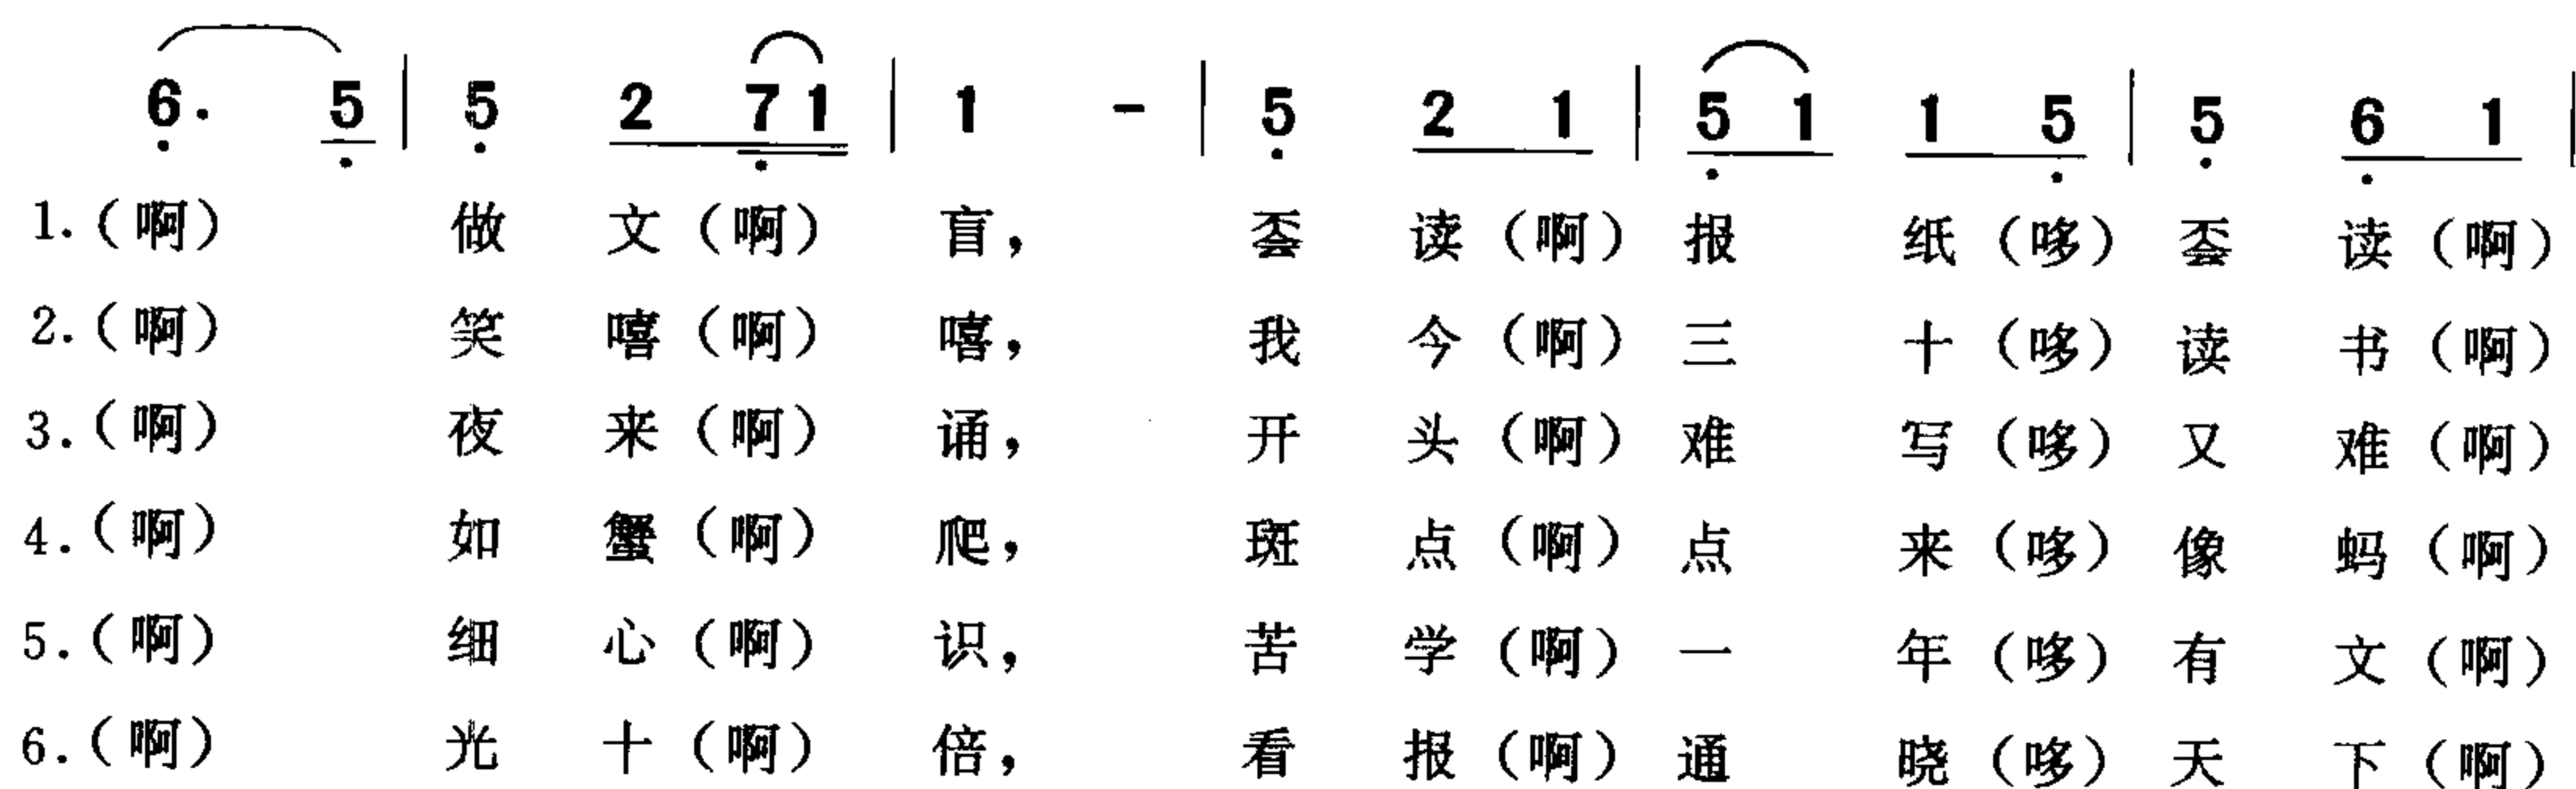 6· 5 | 5 2 7 1 | 1 - | 5 2 1 | 5 1 1 5 | 5 6 1 |
1.（啊） 做 文（啊） 盲， 读（啊）报 纸（哆） 读（啊）
2.（啊） 笑 嘻（啊） 嘻， 我 今（啊）三 十（哆）读 书（啊）
3.（啊） 夜 来（啊） 诵， 开 头（啊）难 写（哆）又 难（啊）
4.（啊） 如 蟹（啊） 爬， 斑 点（啊）点 来（哆）像 蚂（啊）
5.（啊） 细 心（啊） 识， 苦 学（啊）一 年（哆）有 文（啊）
6.（啊） 光 十（啊） 倍， 看 报（啊）通 晓（哆）天 下（啊）